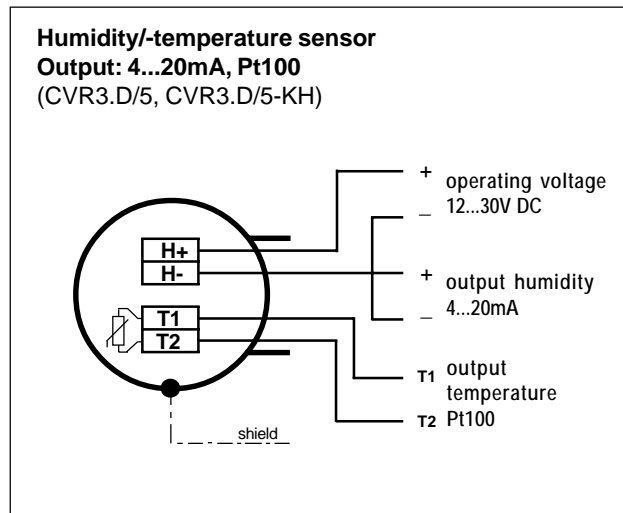 Humidity/-temperature sensor
Output: 4...20mA, Pt100
(CVR3.D/5, CVR3.D/5-KH)
+ operating voltage
– 12...30V DC
H+
H-
+ output humidity
– 4...20mA
T1
T2
T1 output
temperature
T2 Pt100
shield